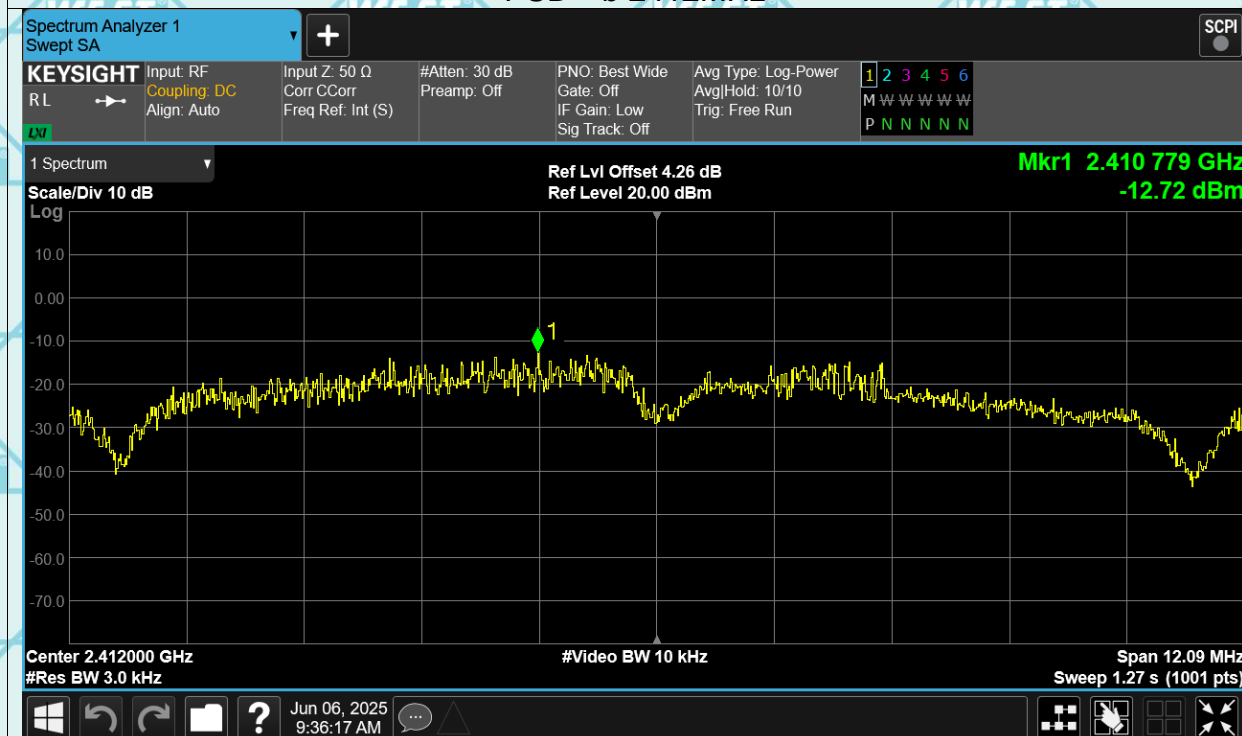 Spectrum Analyzer 1
Swept SA
+
SCPI
KEYSIGHT
R L
LXI
Input: RF
Coupling: DC
Align: Auto
Input Z: 50 Ω
Corr CCorr
Freq Ref: Int (S)
#Atten: 30 dB
Preamp: Off
PNO: Best Wide
Gate: Off
IF Gain: Low
Sig Track: Off
Avg Type: Log-Power
Avg|Hold: 10/10
Trig: Free Run
1 2 3 4 5 6
M W W W W W
P N N N N N
1 Spectrum
Scale/Div 10 dB
Log
Ref Lvl Offset 4.26 dB
Ref Level 20.00 dBm
Mkr1 2.410 779 GHz
-12.72 dBm
10.0
0.00
-10.0
-20.0
-30.0
-40.0
-50.0
-60.0
-70.0
1
Center 2.412000 GHz
#Res BW 3.0 kHz
#Video BW 10 kHz
Span 12.09 MHz
Sweep 1.27 s (1001 pts)
?
Jun 06, 2025
9:36:17 AM